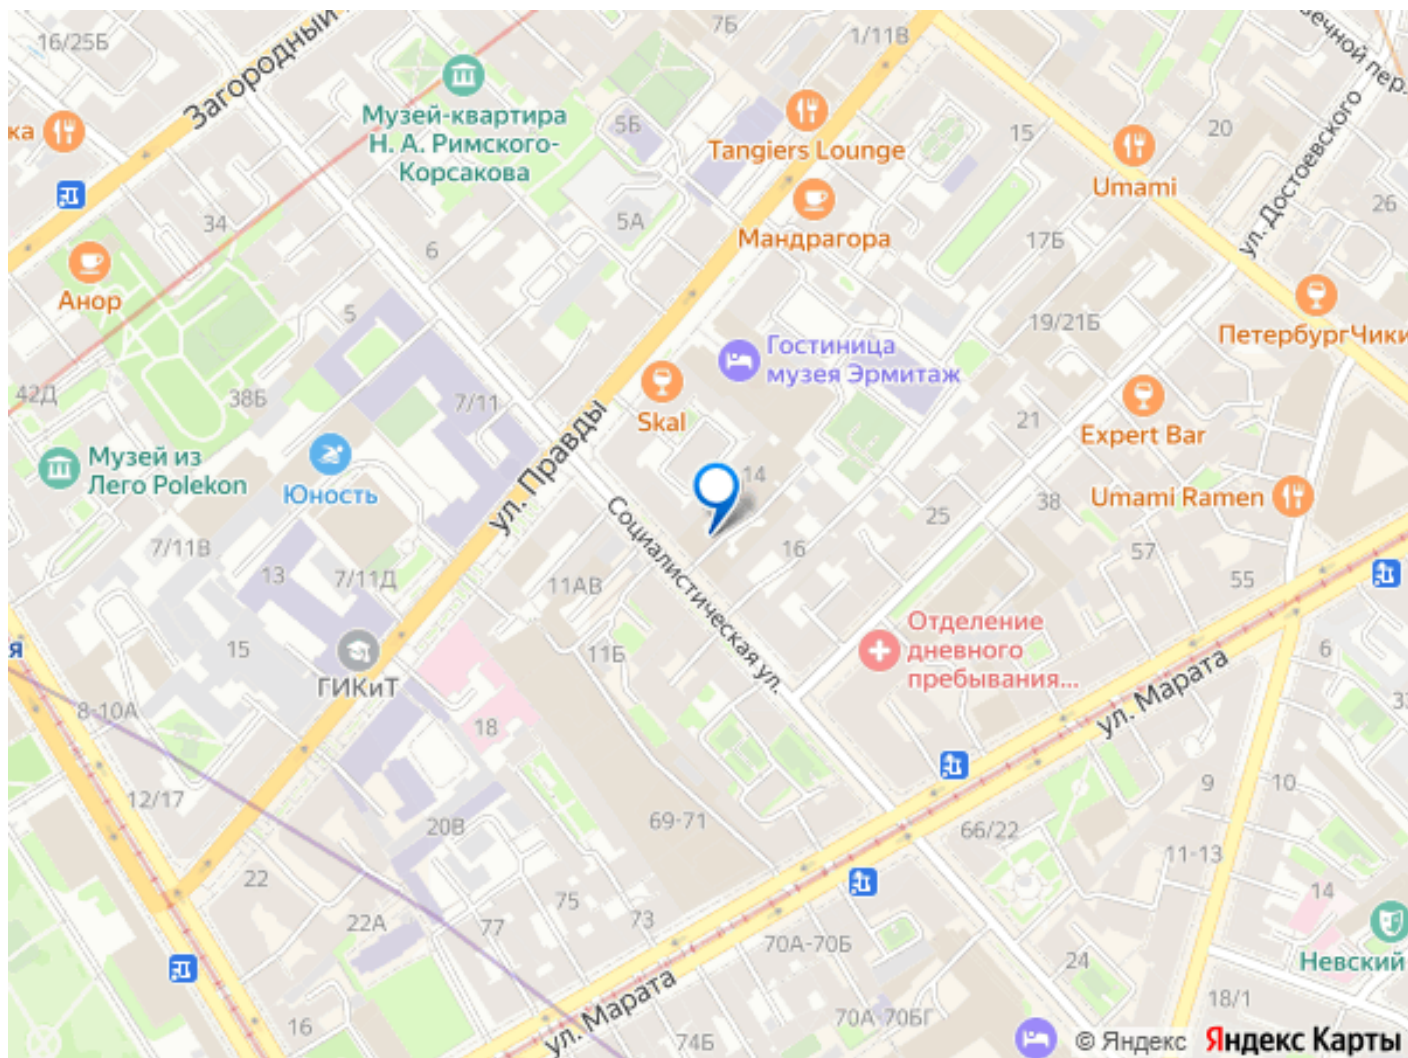 16/25Б
Загородный
7Б
1/11В
ечной пер.
ка
Музей-квартира
Н. А. Римского-
Корсакова
5Б
Tangiers Lounge
15
20
Umami
ул. Достоевского
26
34
6
5А
Мандрагора
17Б
Анор
5
19/21Б
ПетербургЧики
Гостиница
музея Эрмитаж
42Д
38Б
7/11
Skal
21
Expert Bar
Музей из
Лего Polekon
Юность
ул. Правды
14
25
38
Umami Ramen
7/11В
13
7/11Д
11АВ
Социалистическая ул.
16
57
55
я
15
ГИКиТ
11Б
Отделение
дневного
пребывания...
6
8-10А
18
ул. Марата
12/17
20В
69-71
66/22
9
10
11-13
22
22А
77
75
73
70А-70Б
24
14
Невский
16
ул. Марата
74Б
70А-70БГ
18/1
© Яндекс Яндекс Карты